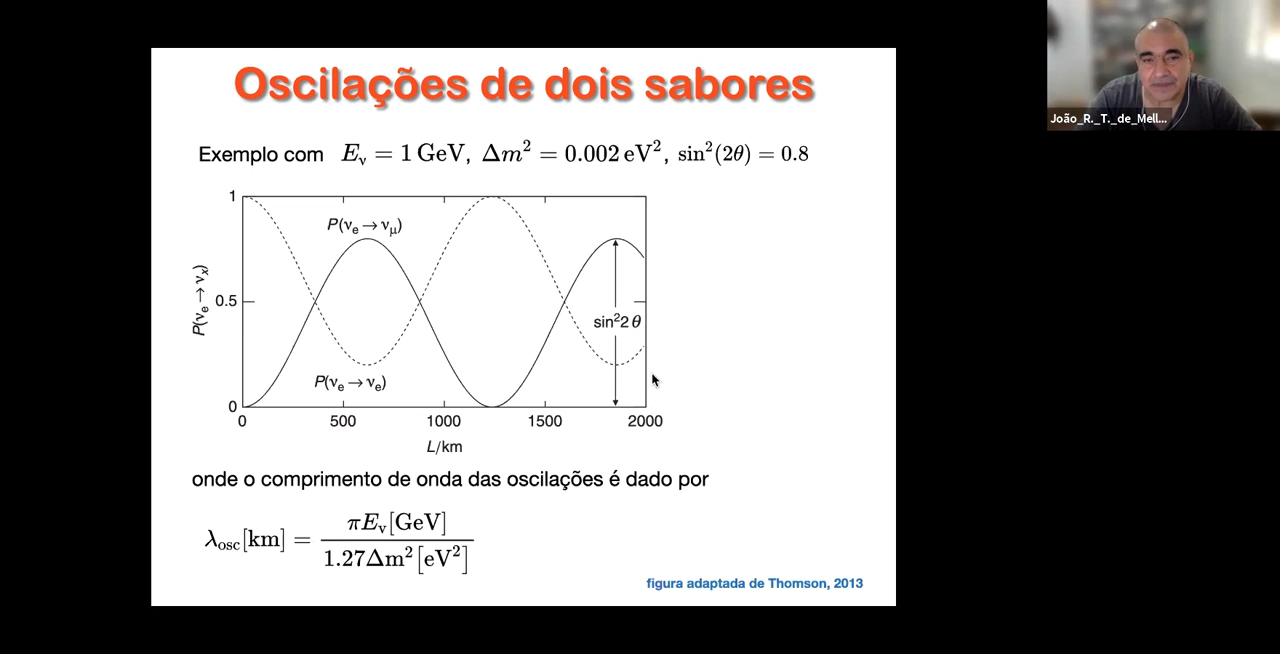 Oscilações de dois sabores
João_R._T._de_Mell...
Exemplo com E_ν = 1 GeV, Δm² = 0.002 eV², sin²(2θ) = 0.8
1
P(ν_e → ν_μ)
P(ν_e → ν_x)
0.5
sin²2θ
P(ν_e → ν_e)
0
0 500 1000 1500 2000
L/km
onde o comprimento de onda das oscilações é dado por
λ_osc[km] = πE_ν[GeV] / 1.27Δm²[eV²]
figura adaptada de Thomson, 2013